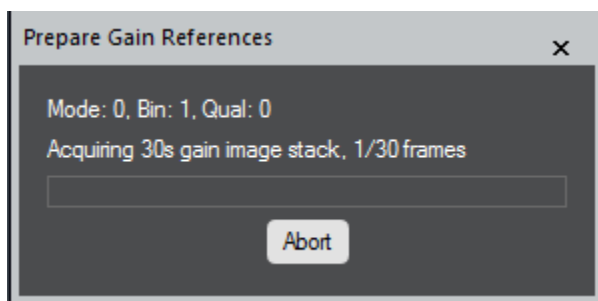 Prepare Gain References
Mode: 0, Bin: 1, Qual: 0
Acquiring 30s gain image stack, 1/30 frames
Abort